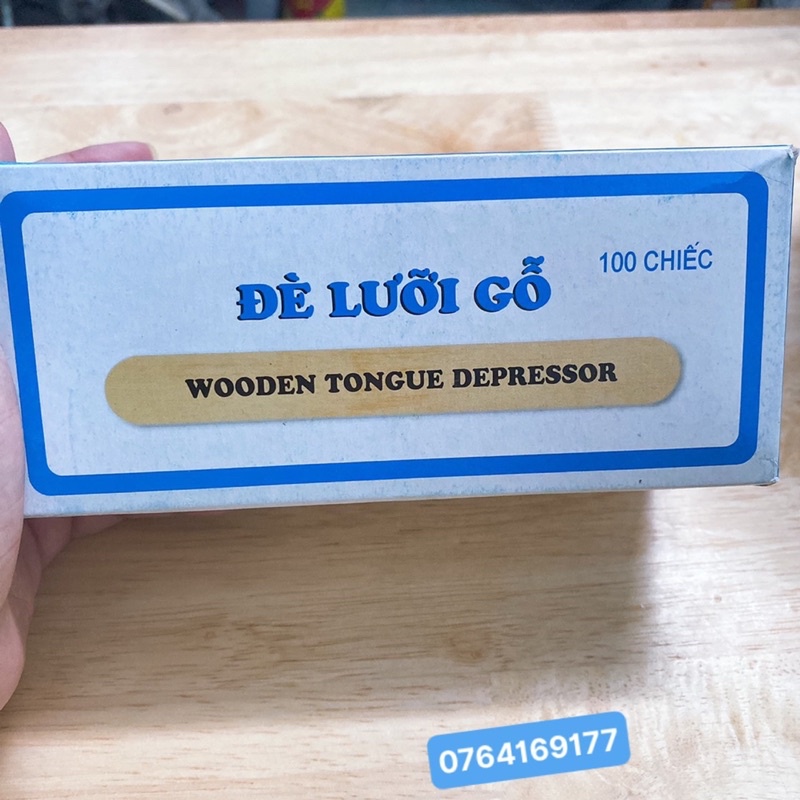 100 CHIẾC
ĐÈ LƯỠI GỖ
WOODEN TONGUE DEPRESSOR
0764169177